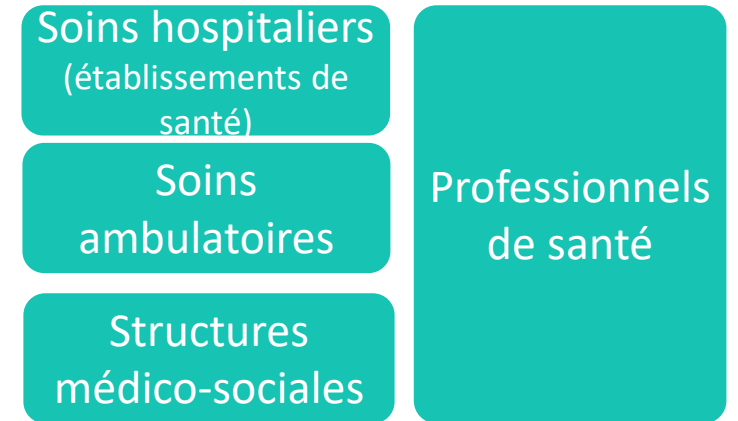 Soins hospitaliers
(établissements de
santé)
Soins
ambulatoires
Structures
médico-sociales
Professionnels
de santé